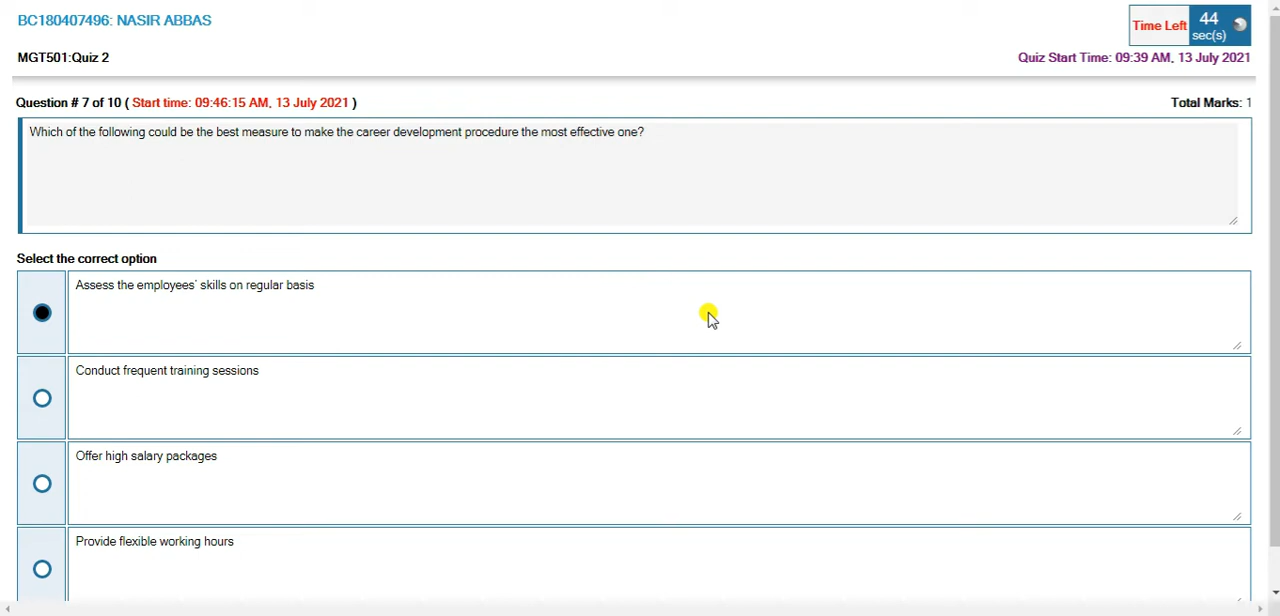 BC180407496: NASIR ABBAS
Time Left 44 sec(s)
MGT501:Quiz 2
Quiz Start Time: 09:39 AM, 13 July 2021
Question # 7 of 10 ( Start time: 09:46:15 AM, 13 July 2021 )
Total Marks: 1
Which of the following could be the best measure to make the career development procedure the most effective one?
Select the correct option
Assess the employees' skills on regular basis
Conduct frequent training sessions
Offer high salary packages
Provide flexible working hours